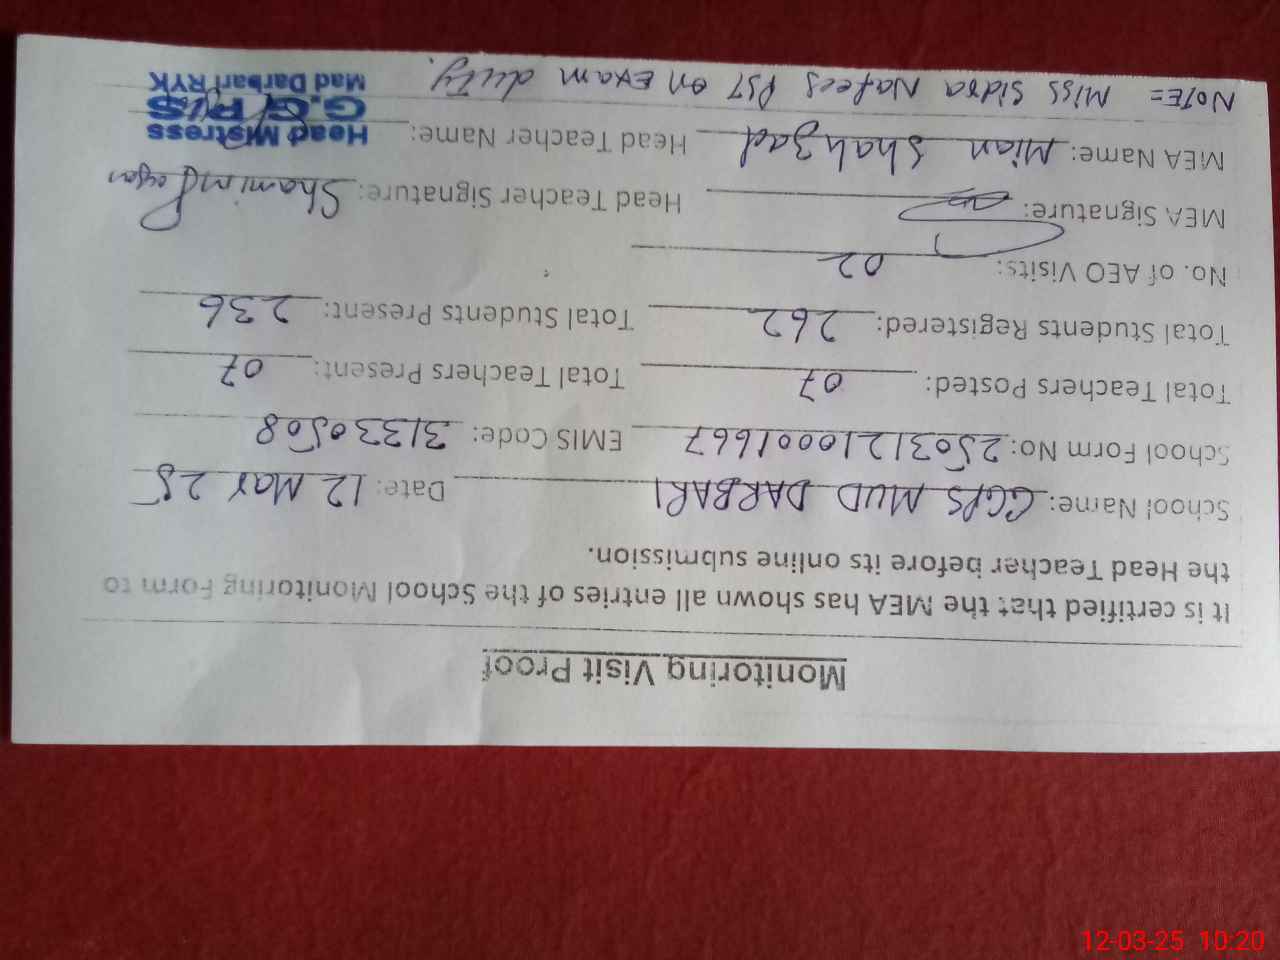 Monitoring Visit Proof
It is certified that the MEA has shown all entries of the School Monitoring Form to
the Head Teacher before its online submission.
School Name: GGPS MUD DARBARI Date: 12 Mar 25
School Form No: 25031210001667 EMIS Code: 31330508
Total Teachers Posted: 07 Total Teachers Present: 07
Total Students Registered: 262 Total Students Present: 236
No. of AEO Visits: 02
MEA Signature: Head Teacher Signature: Shamim
MEA Name: Mian Shahzad Head Teacher Name:
Head Mistress
Mad Darbari RYK
NOTE= Miss Sidra Nafees PST on Exam duty.
12-03-25 10:20